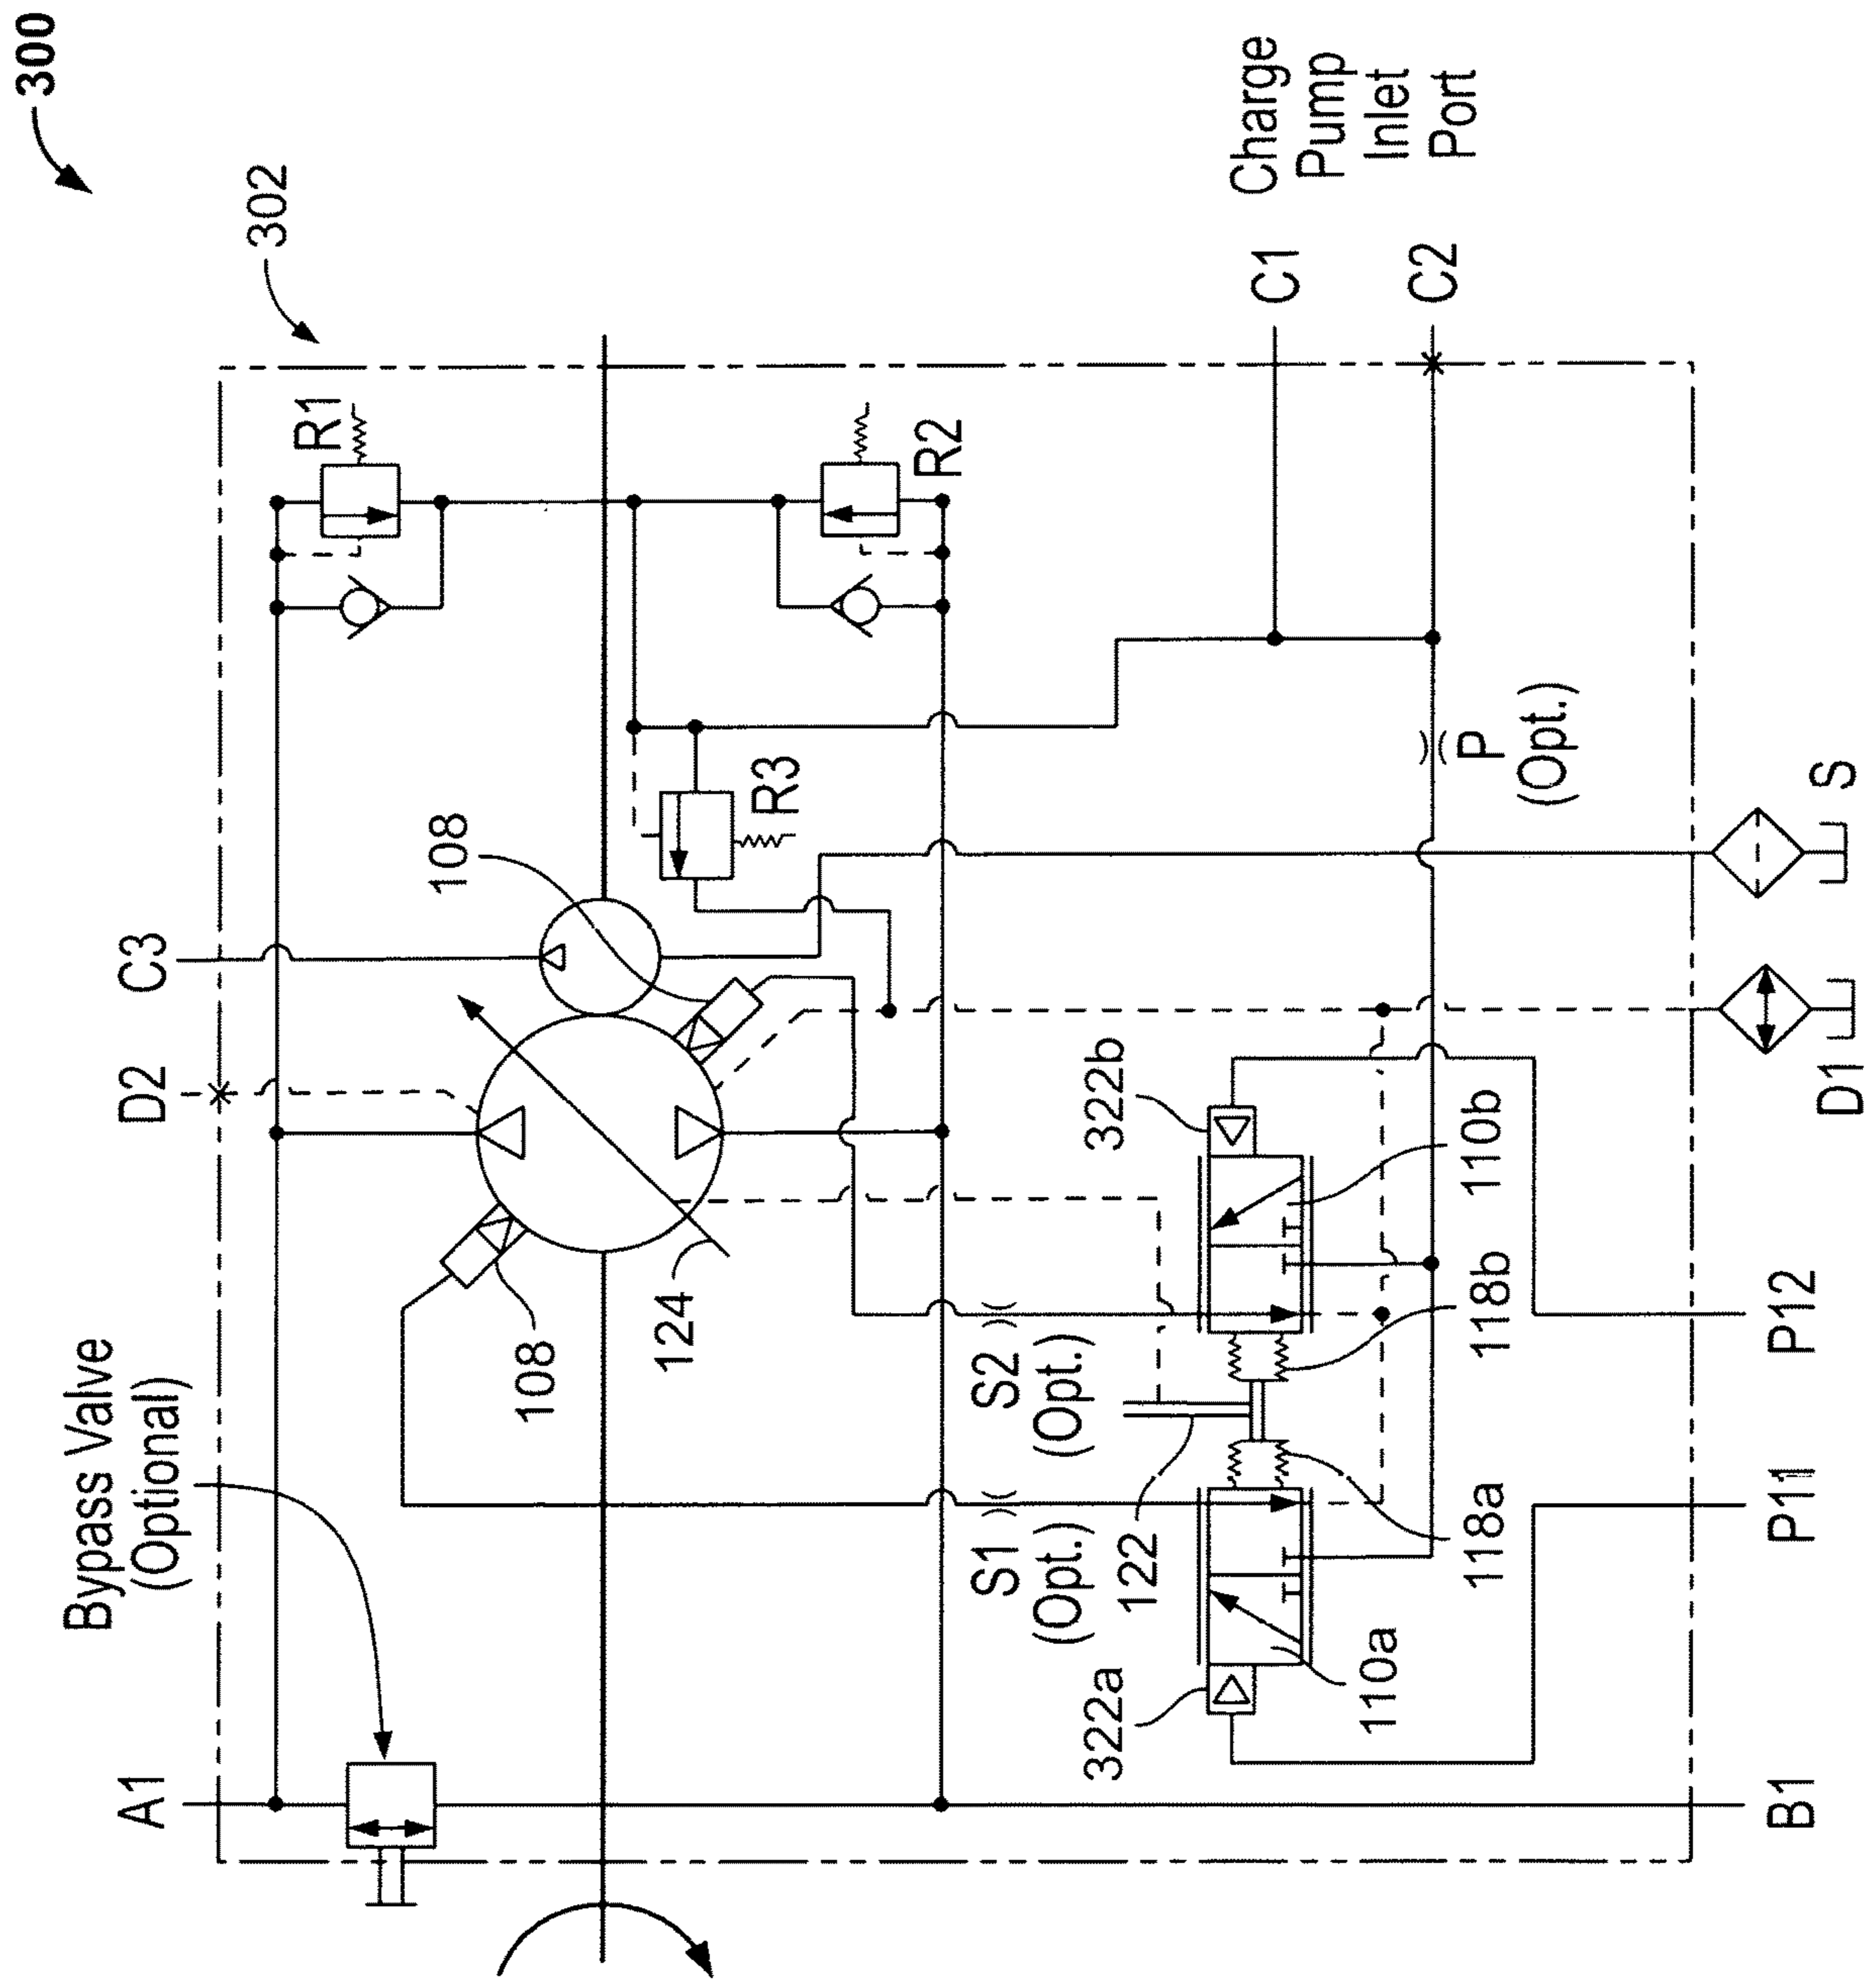 300
302
Charge
Pump
Inlet
Port
C1
C2
R1
R2
R3
P
(Opt.)
S
108
C3
D2
D1
322b
110b
124
108
S2
(Opt.)
118b
P12
Bypass Valve
(Optional)
S1
(Opt.)
122
118a
P11
322a
110a
A1
B1